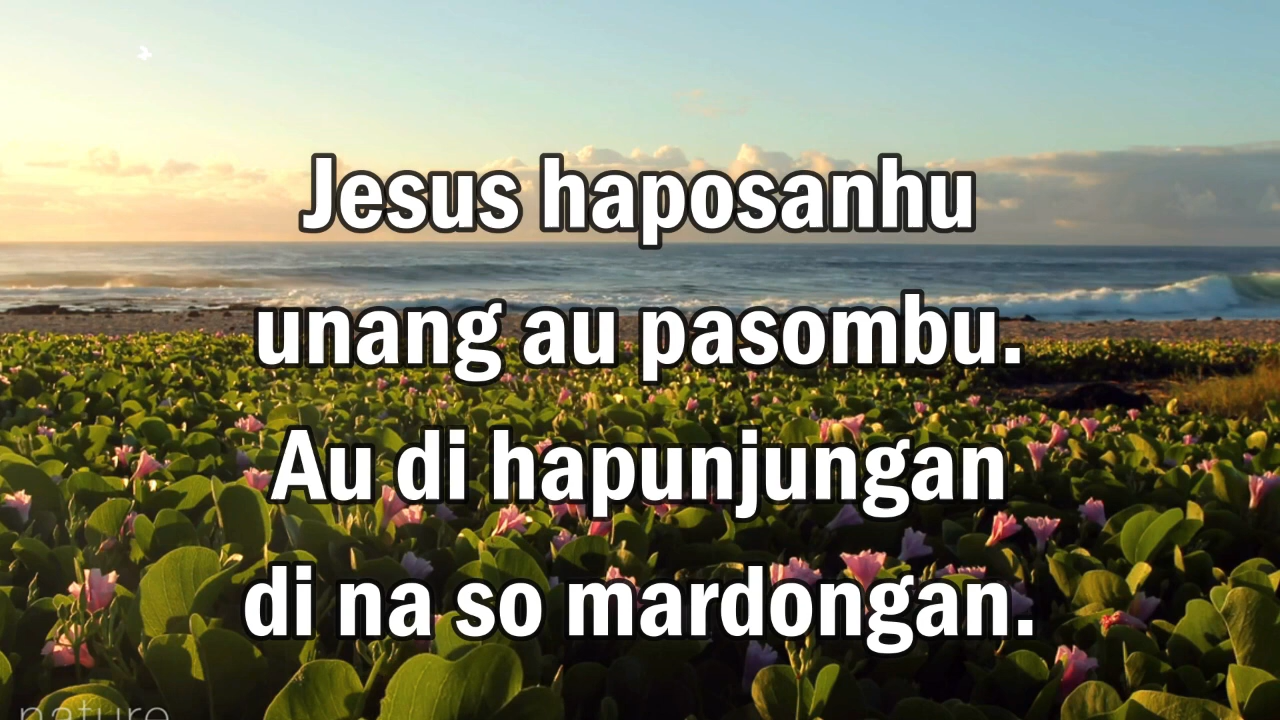 Jesus haposanhu
unang au pasombu.
Au di hapunjungan
di na so mardongan.
nature